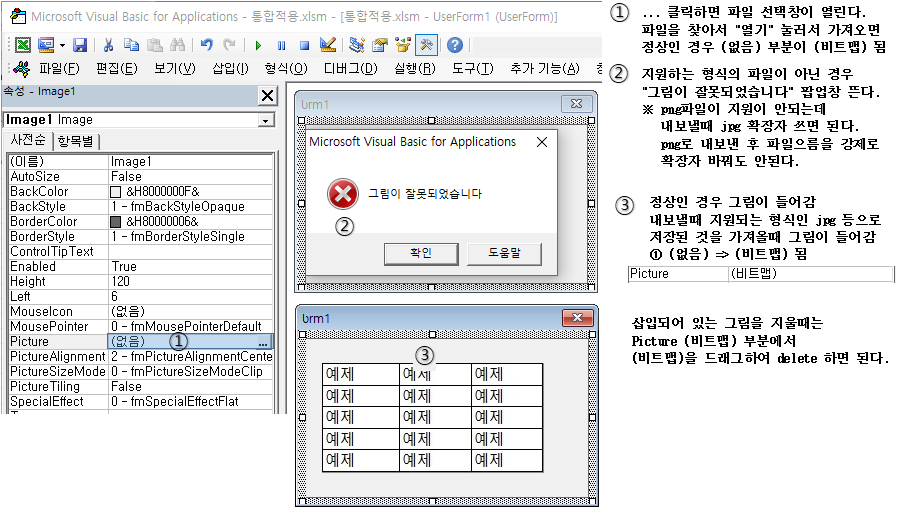 Microsoft Visual Basic for Applications - 통합적용.xlsm - [통합적용.xlsm - UserForm1 (UserForm)]
파일(F) 편집(E) 보기(V) 삽입(I) 형식(O) 디버그(D) 실행(R) 도구(T) 추가 기능(A)
속성 - Image1
Image1 Image
사전순 항목별
(이름) Image1
AutoSize False
BackColor &H8000000F&
BackStyle 1 - fmBackStyleOpaque
BorderColor &H80000006&
BorderStyle 1 - fmBorderStyleSingle
ControlTipText
Enabled True
Height 120
Left 6
MouseIcon (없음)
MousePointer 0 - fmMousePointerDefault
Picture (없음) ① ...
PictureAlignment 2 - fmPictureAlignmentCente
PictureSizeMode 0 - fmPictureSizeModeClip
PictureTiling False
SpecialEffect 0 - fmSpecialEffectFlat
brm1
Microsoft Visual Basic for Applications
그림이 잘못되었습니다
②
확인 도움말
brm1
③
예제 예제 예제
예제 예제 예제
예제 예제 예제
예제 예제 예제
예제 예제 예제
① ... 클릭하면 파일 선택창이 열린다.
파일을 찾아서 "열기" 눌러서 가져오면
정상인 경우 (없음) 부분이 (비트맵) 됨
② 지원하는 형식의 파일이 아닌 경우
"그림이 잘못되었습니다" 팝업창 뜬다.
※ png파일이 지원이 안되는데
내보낼때 jpg 확장자 쓰면 된다.
png로 내보낸 후 파일으름을 강제로
확장자 바꿔도 안된다.
③ 정상인 경우 그림이 들어감
내보낼때 지원되는 형식인 jpg 등으로
저장된 것을 가져올때 그림이 들어감
① (없음) => (비트맵) 됨
Picture (비트맵)
삽입되어 있는 그림을 지울때는
Picture (비트맵) 부분에서
(비트맵)을 드래그하여 delete 하면 된다.